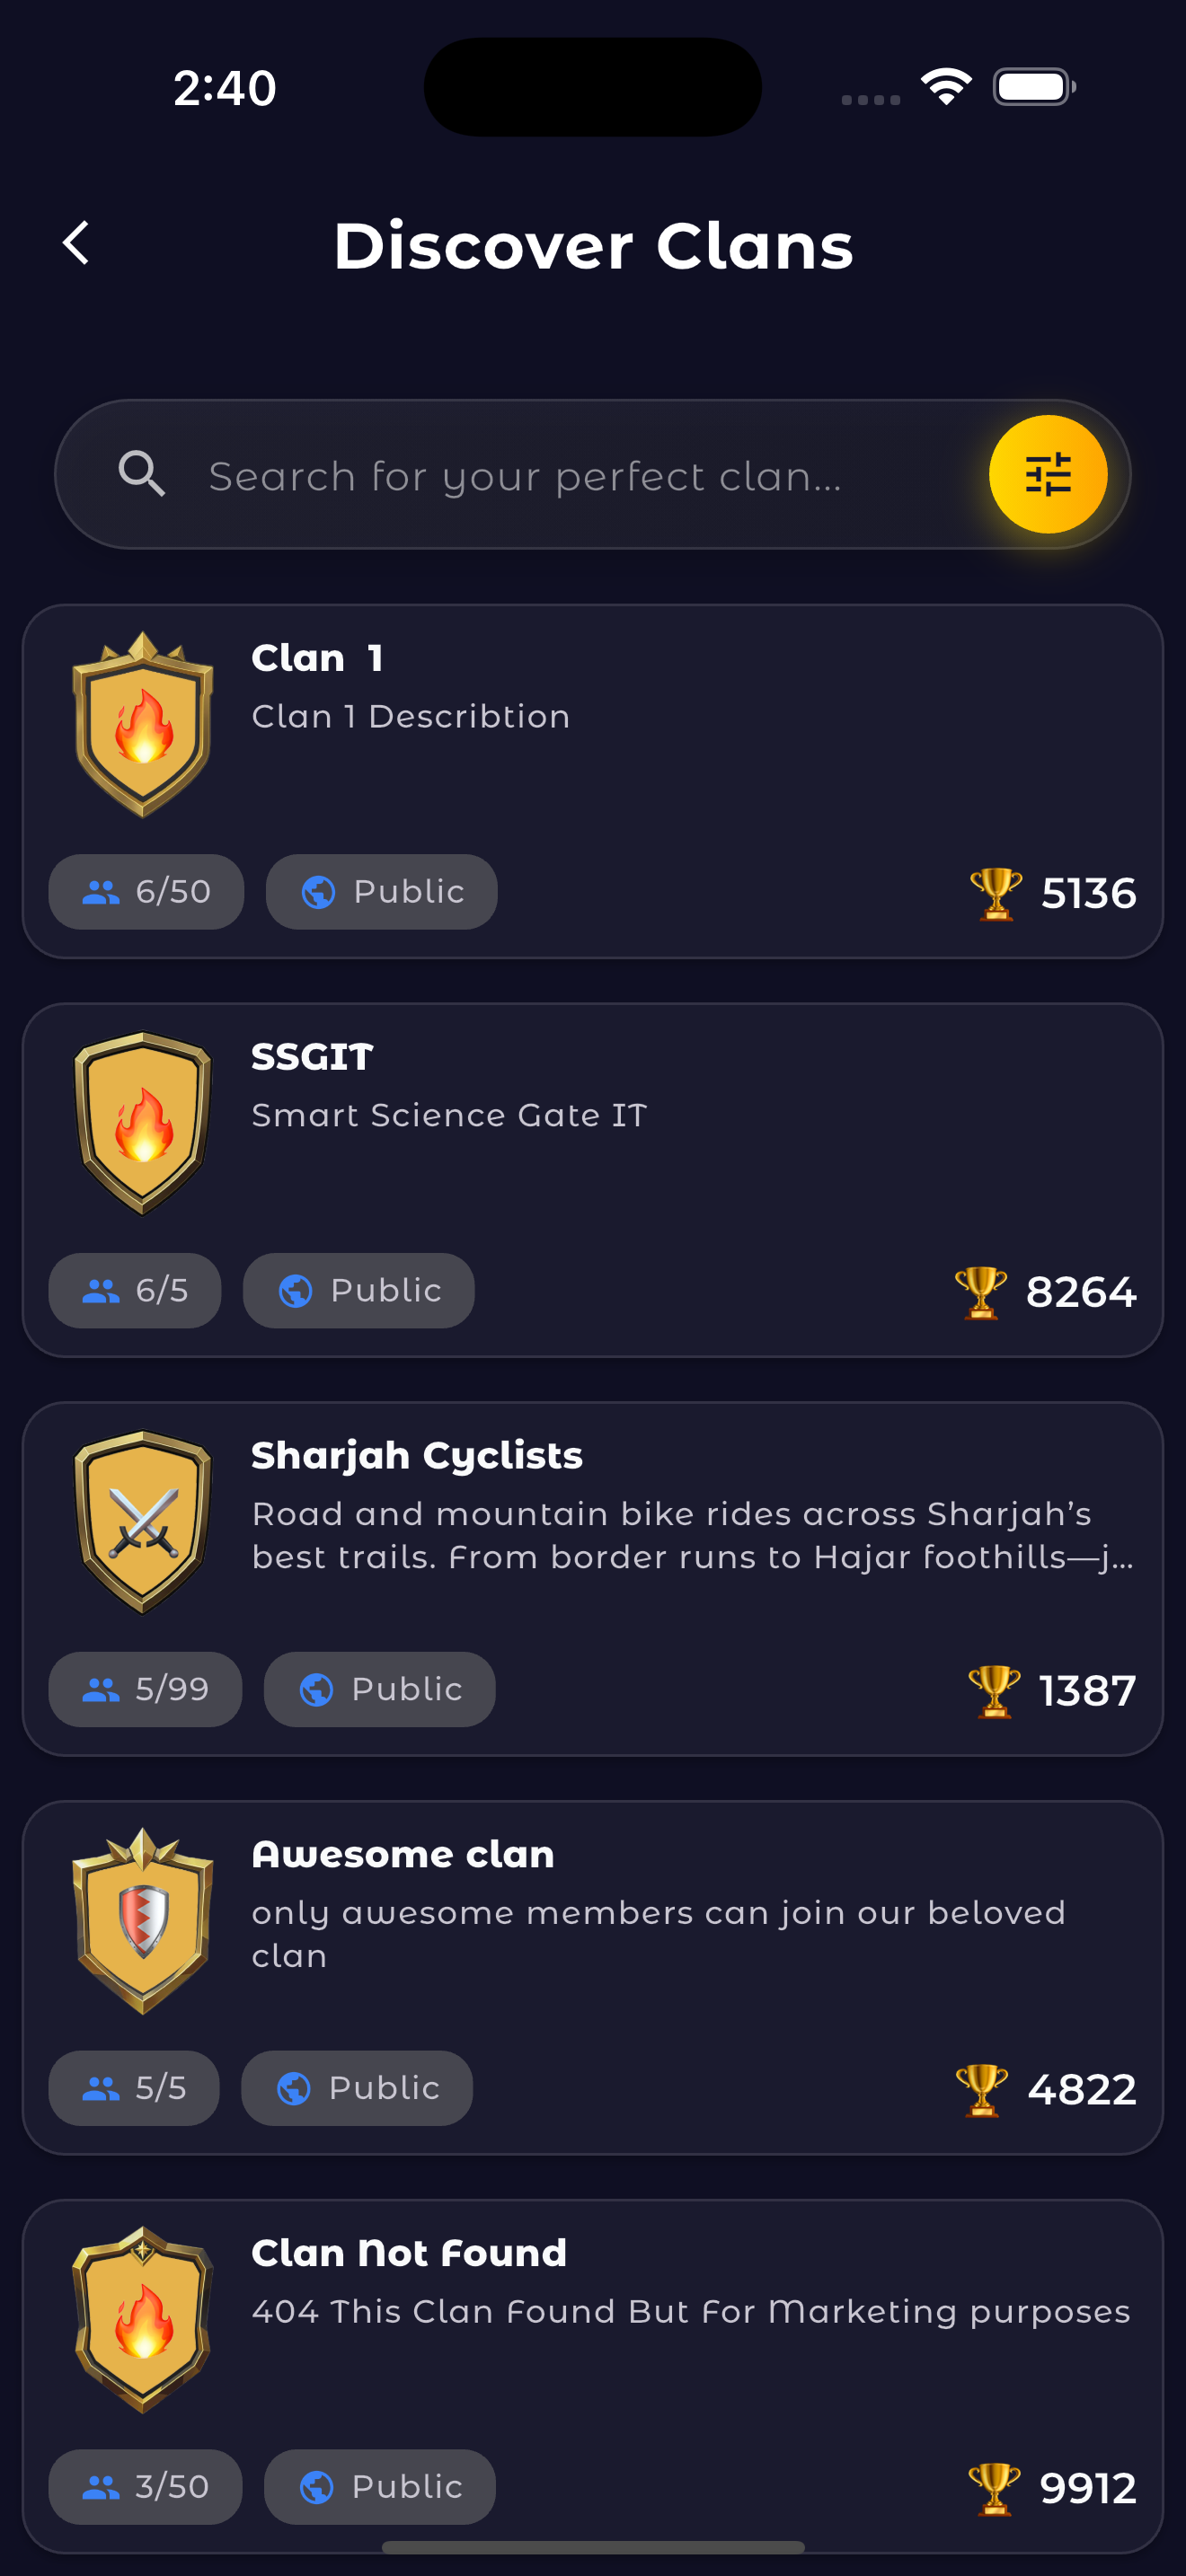 2:40
Discover Clans
Search for your perfect clan...
Clan  1
Clan 1 Describtion
6/50
Public
5136
SSGIT
Smart Science Gate IT
6/5
Public
8264
Sharjah Cyclists
Road and mountain bike rides across Sharjah’s
best trails. From border runs to Hajar foothills—j...
5/99
Public
1387
Awesome clan
only awesome members can join our beloved
clan
5/5
Public
4822
Clan Not Found
404 This Clan Found But For Marketing purposes
3/50
Public
9912